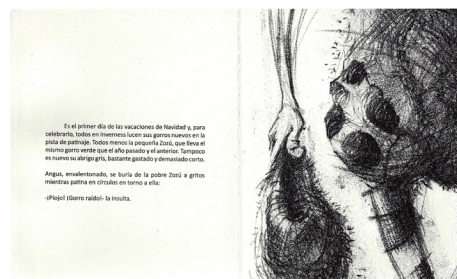 Es el primer día de las vacaciones de Navidad y, para
celebrarlo, todos en Inverness lucen sus gorros nuevos en la
pista de patinaje. Todos menos la pequeña Zozú, que lleva el
mismo gorro verde que el año pasado y el anterior. Tampoco
es nuevo su abrigo gris, bastante gastado y demasiado corto.
Angus, envalentonado, se burla de la pobre Zozú a gritos
mientras patina en círculos en torno a ella:
-¡Piojo! ¡Gorro raído!- la insulta.